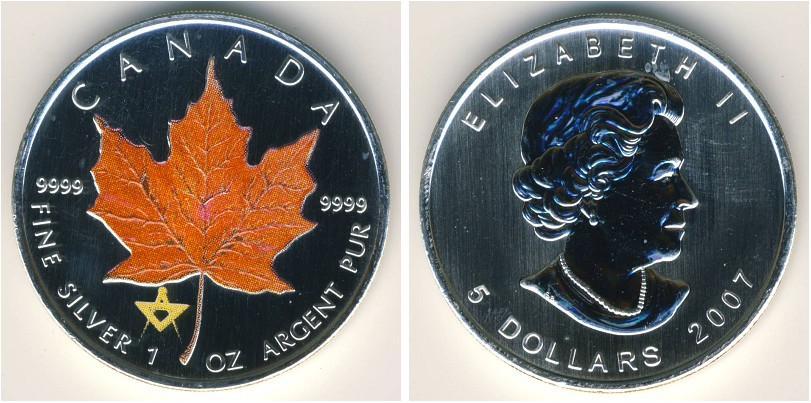 CANADA
9999
9999
FINE SILVER 1 OZ ARGENT PUR
ELIZABETH II
5 DOLLARS 2007